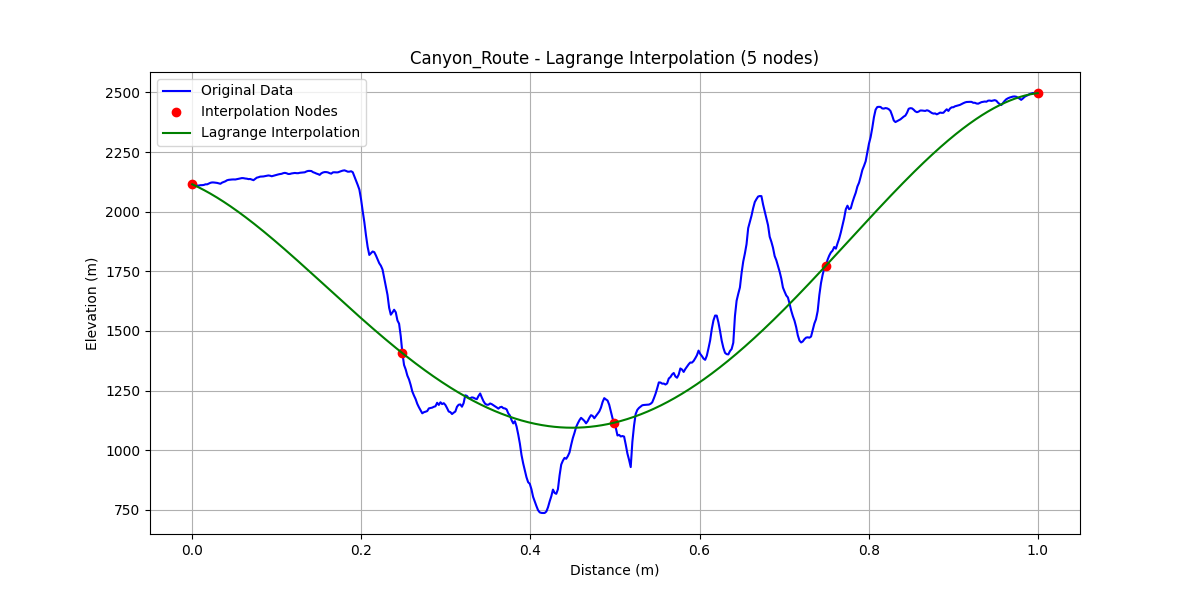 Canyon_Route - Lagrange Interpolation (5 nodes)
Original Data
Interpolation Nodes
Lagrange Interpolation
2500
2250
2000
1750
1500
1250
1000
750
Elevation (m)
0.0 0.2 0.4 0.6 0.8 1.0
Distance (m)